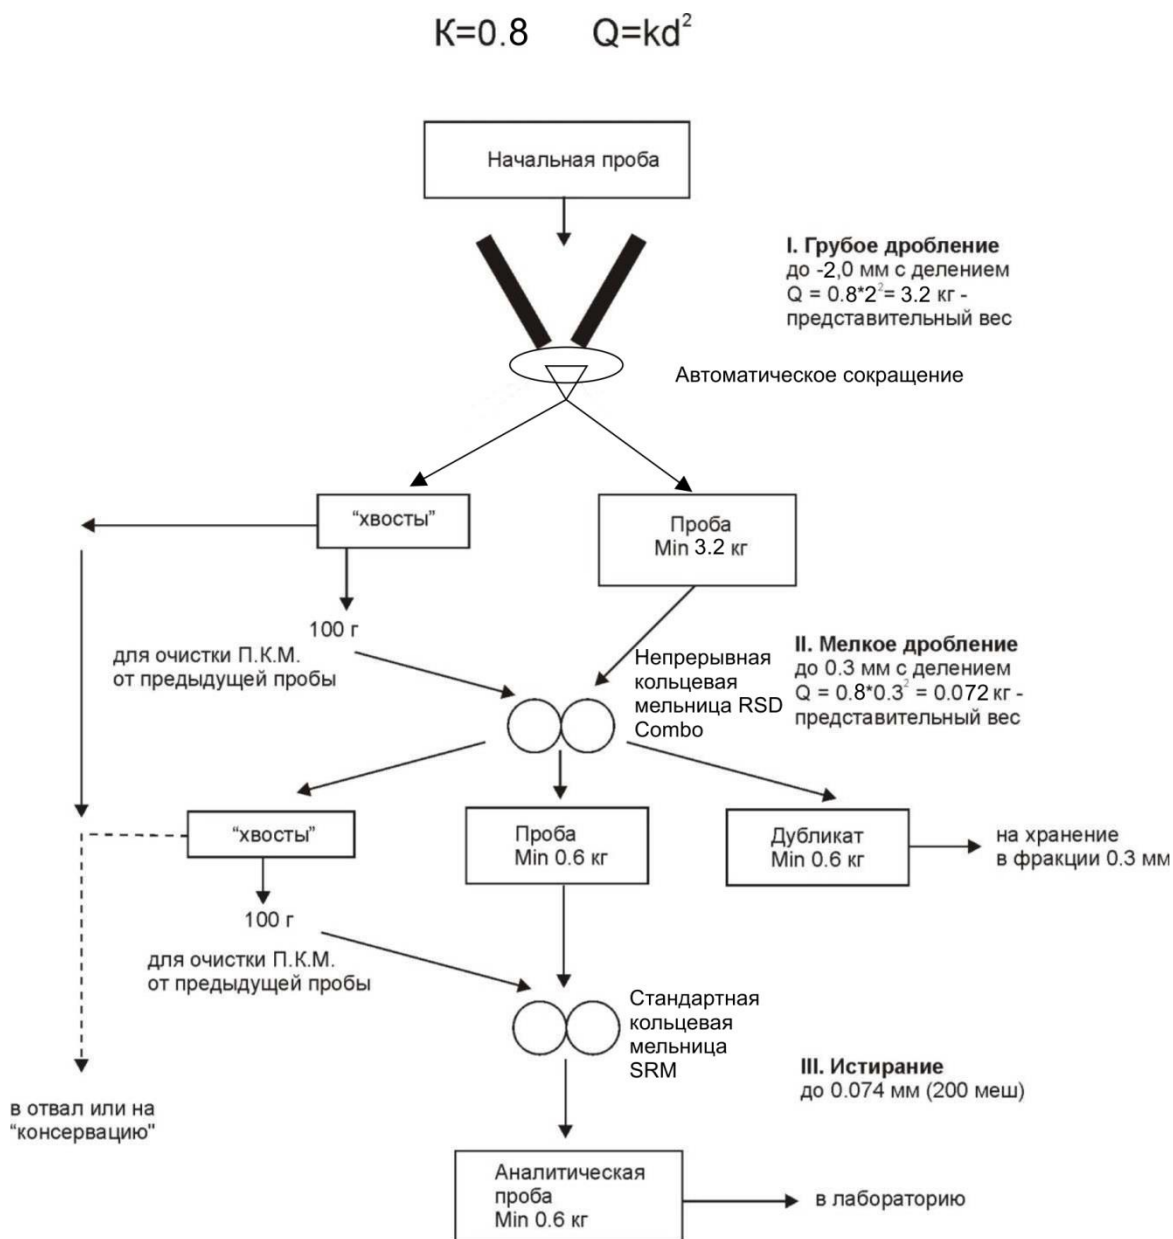 K=0.8 Q=kd²
Начальная проба
I. Грубое дробление
до -2,0 мм с делением
Q = 0.8*2²= 3.2 кг -
представительный вес
Автоматическое сокращение
“хвосты”
Проба
Min 3.2 кг
100 г
для очистки П.К.М.
от предыдущей пробы
Непрерывная
кольцевая
мельница RSD
Combo
II. Мелкое дробление
до 0.3 мм с делением
Q = 0.8*0.3² = 0.072 кг -
представительный вес
“хвосты”
Проба
Min 0.6 кг
Дубликат
Min 0.6 кг
на хранение
в фракции 0.3 мм
100 г
для очистки П.К.М.
от предыдущей пробы
Стандартная
кольцевая
мельница
SRM
III. Истирание
до 0.074 мм (200 меш)
в отвал или на
“консервацию"
Аналитическая
проба
Min 0.6 кг
в лабораторию